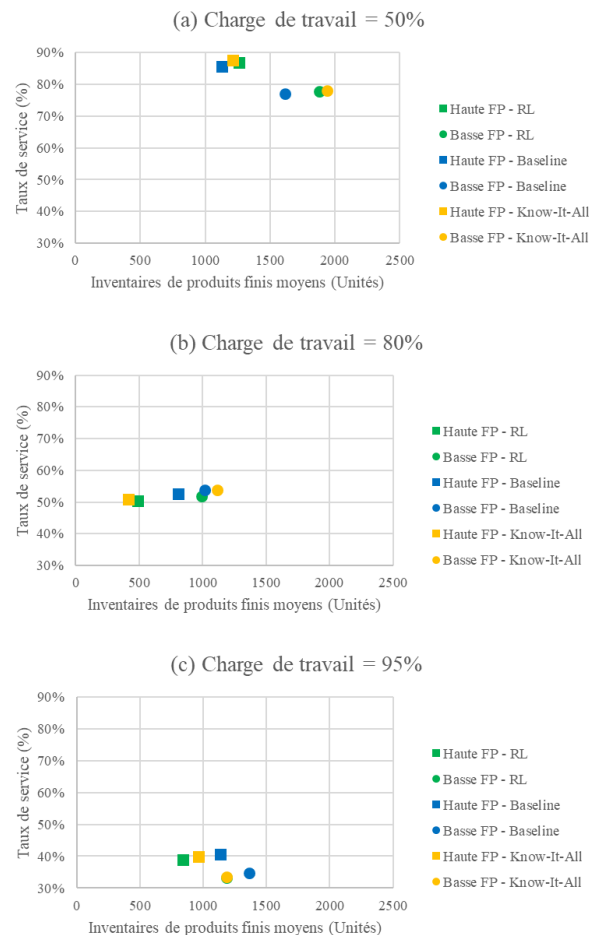 (a) Charge de travail = 50%
90%
80%
70%
60%
50%
40%
30%
Taux de service (%)
0 500 1000 1500 2000 2500
Inventaires de produits finis moyens (Unités)
Haute FP - RL
Basse FP - RL
Haute FP - Baseline
Basse FP - Baseline
Haute FP - Know-It-All
Basse FP - Know-It-All
(b) Charge de travail = 80%
90%
80%
70%
60%
50%
40%
30%
Taux de service (%)
0 500 1000 1500 2000 2500
Inventaires de produits finis moyens (Unités)
Haute FP - RL
Basse FP - RL
Haute FP - Baseline
Basse FP - Baseline
Haute FP - Know-It-All
Basse FP - Know-It-All
(c) Charge de travail = 95%
90%
80%
70%
60%
50%
40%
30%
Taux de service (%)
0 500 1000 1500 2000 2500
Inventaires de produits finis moyens (Unités)
Haute FP - RL
Basse FP - RL
Haute FP - Baseline
Basse FP - Baseline
Haute FP - Know-It-All
Basse FP - Know-It-All